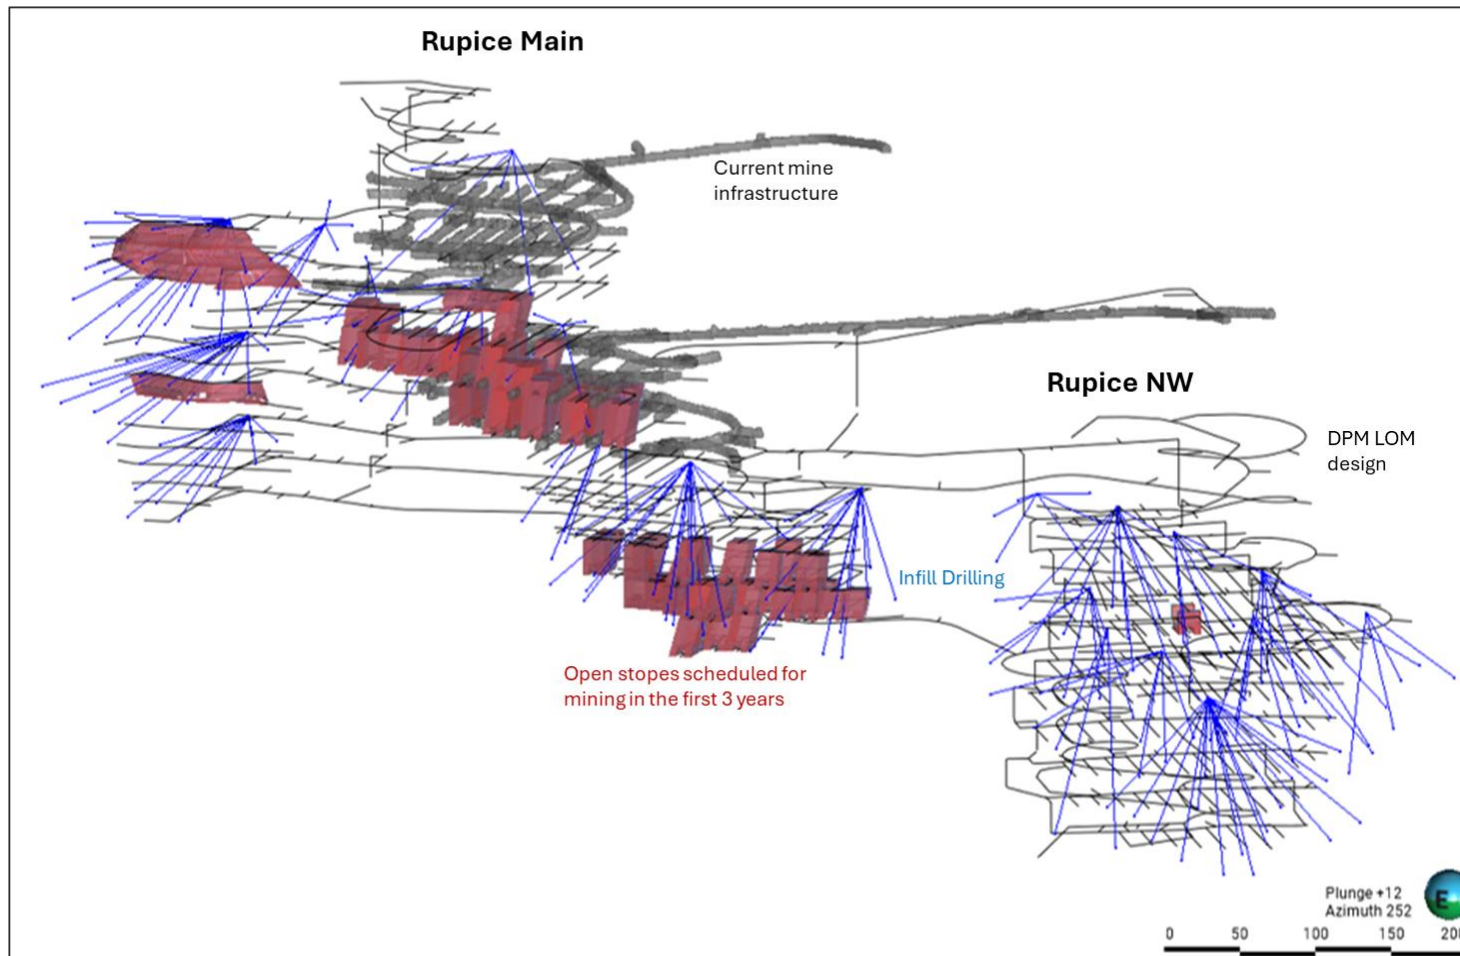 Rupice Main
Current mine
infrastructure
Rupice NW
DPM LOM
design
Infill Drilling
Open stopes scheduled for
mining in the first 3 years
Plunge +12
Azimuth 252
E
0 50 100 150 200